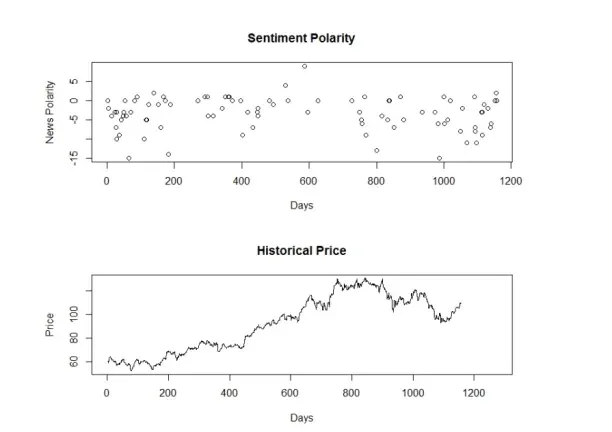 Sentiment Polarity
News Polarity
5
0
-5
-15
0 200 400 600 800 1000 1200
Days
Historical Price
Price
100
80
60
0 200 400 600 800 1000 1200
Days